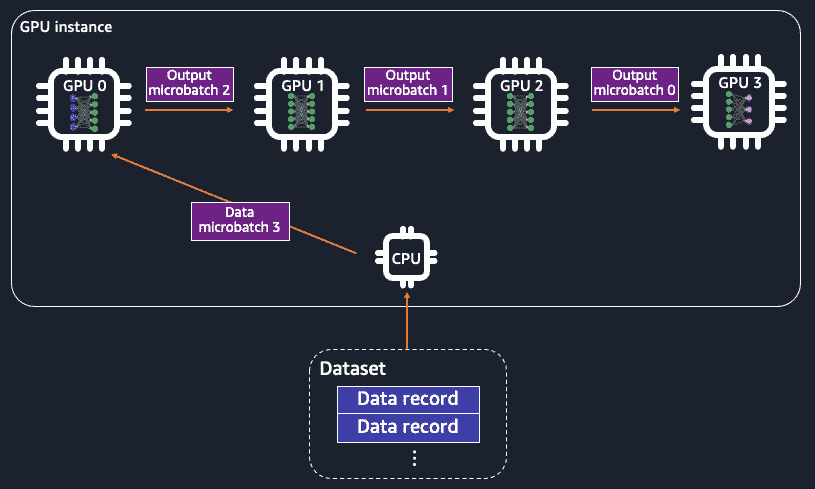 GPU instance
GPU 0
Output
microbatch 2
GPU 1
Output
microbatch 1
GPU 2
Output
microbatch 0
GPU 3
Data
microbatch 3
CPU
Dataset
Data record
Data record
⋮